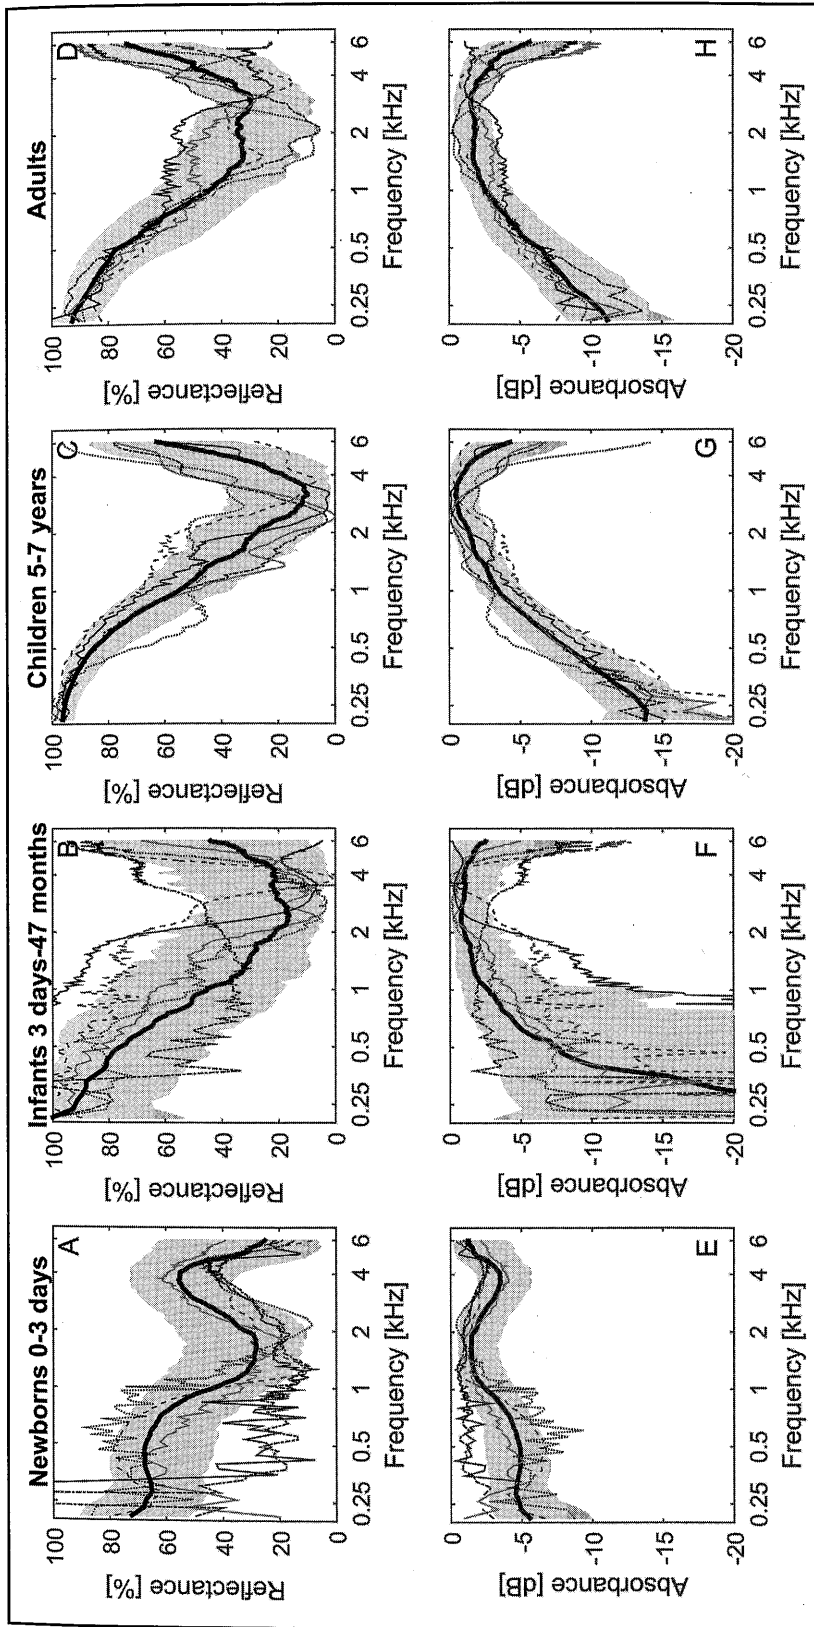 Newborns 0-3 days
A
Reflectance [%]
100
80
60
40
20
0
0.25 0.5 1 2 4 6
Frequency [kHz]
Infants 3 days-47 months
B
Reflectance [%]
100
80
60
40
20
0
0.25 0.5 1 2 4 6
Frequency [kHz]
Children 5-7 years
C
Reflectance [%]
100
80
60
40
20
0
0.25 0.5 1 2 4 6
Frequency [kHz]
Adults
D
Reflectance [%]
100
80
60
40
20
0
0.25 0.5 1 2 4 6
Frequency [kHz]
E
Absorbance [dB]
0
-5
-10
-15
-20
0.25 0.5 1 2 4 6
Frequency [kHz]
F
Absorbance [dB]
0
-5
-10
-15
-20
0.25 0.5 1 2 4 6
Frequency [kHz]
G
Absorbance [dB]
0
-5
-10
-15
-20
0.25 0.5 1 2 4 6
Frequency [kHz]
H
Absorbance [dB]
0
-5
-10
-15
-20
0.25 0.5 1 2 4 6
Frequency [kHz]